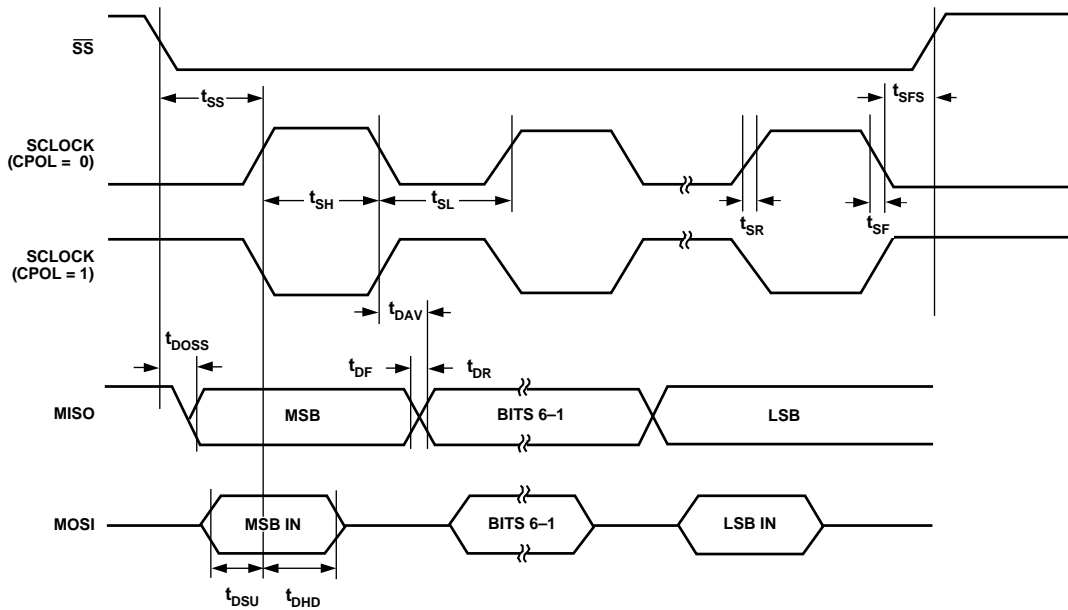 SS
tSS
tSFS
SCLOCK
(CPOL = 0)
tSH
tSL
tSR
tSF
SCLOCK
(CPOL = 1)
tDAV
tDOSS
tDF
tDR
MISO
MSB
BITS 6–1
LSB
MOSI
MSB IN
BITS 6–1
LSB IN
tDSU
tDHD